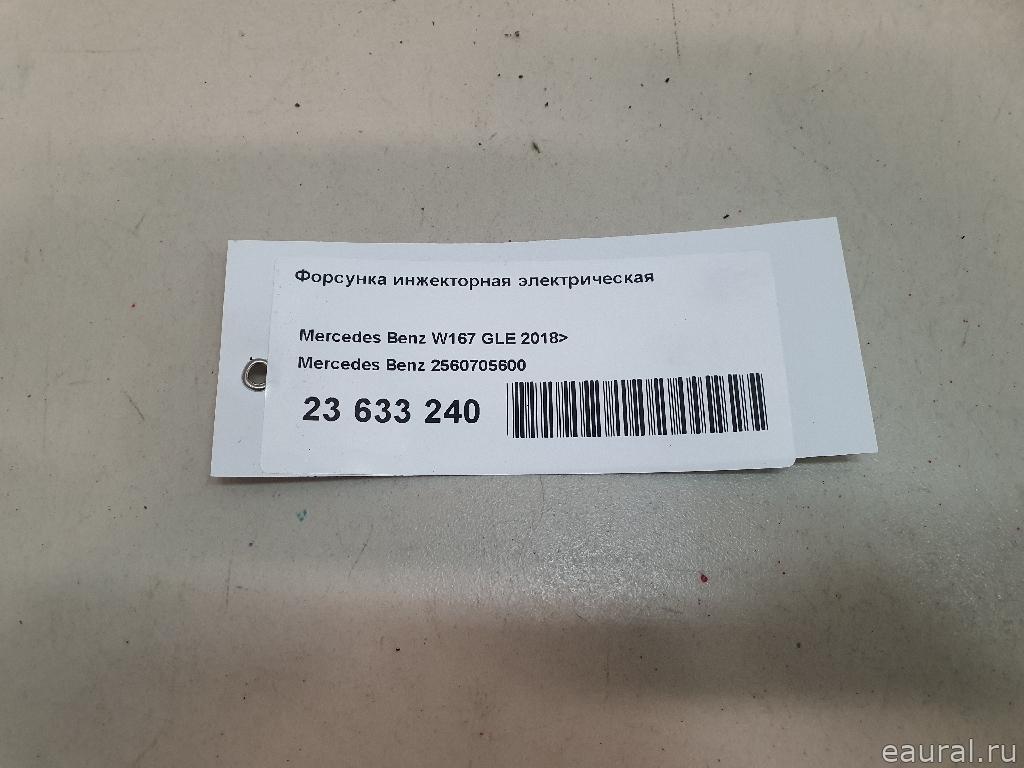 Форсунка инжекторная электрическая
Mercedes Benz W167 GLE 2018>
Mercedes Benz 2560705600
23 633 240
eaural.ru